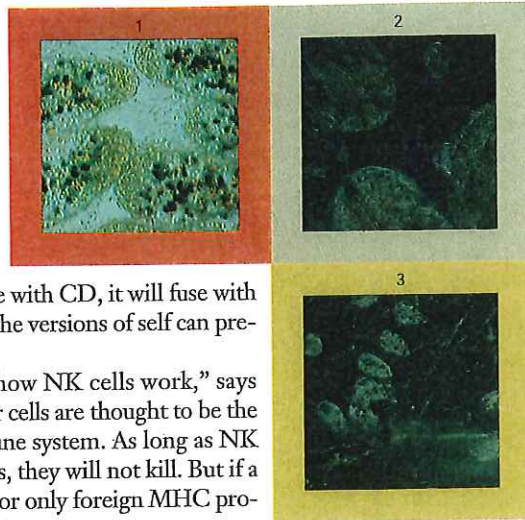 1
2
3
e with CD, it will fuse with
he versions of self can pre-
now NK cells work,” says
r cells are thought to be the
une system. As long as NK
s, they will not kill. But if a
or only foreign MHC pro-